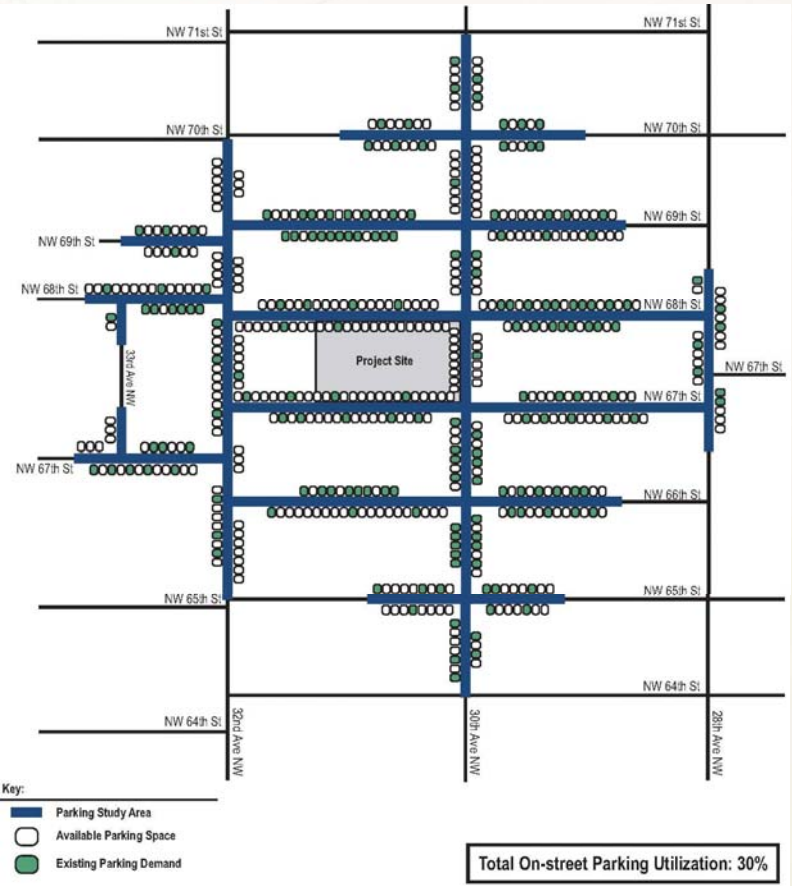 NW 71st St
NW 71st St
NW 70th St
NW 70th St
NW 69th St
NW 69th St
NW 68th St
NW 68th St
Project Site
33rd Ave NW
NW 67th St
NW 67th St
NW 67th St
NW 66th St
NW 65th St
NW 65th St
NW 64th St
NW 64th St
32nd Ave NW
30th Ave NW
28th Ave NW
Key:
Parking Study Area
Available Parking Space
Existing Parking Demand
Total On-street Parking Utilization: 30%